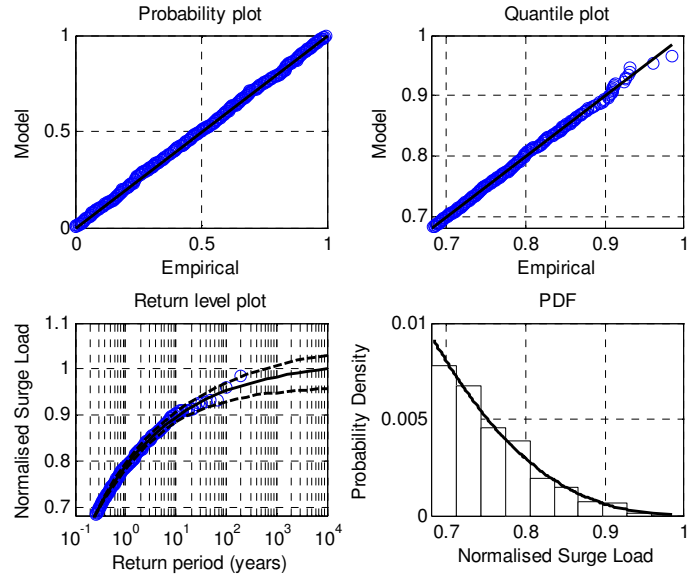 Probability plot
1
0.5
0
0
0.5
1
Model
Empirical
Quantile plot
0.9
0.8
0.7
0.7
0.8
0.9
1
Model
Empirical
Return level plot
1.1
1
0.9
0.8
0.7
10^-1
10^0
10^1
10^2
10^3
10^4
Normalised Surge Load
Return period (years)
PDF
0.01
0.005
0
0.7
0.8
0.9
1
Probability Density
Normalised Surge Load